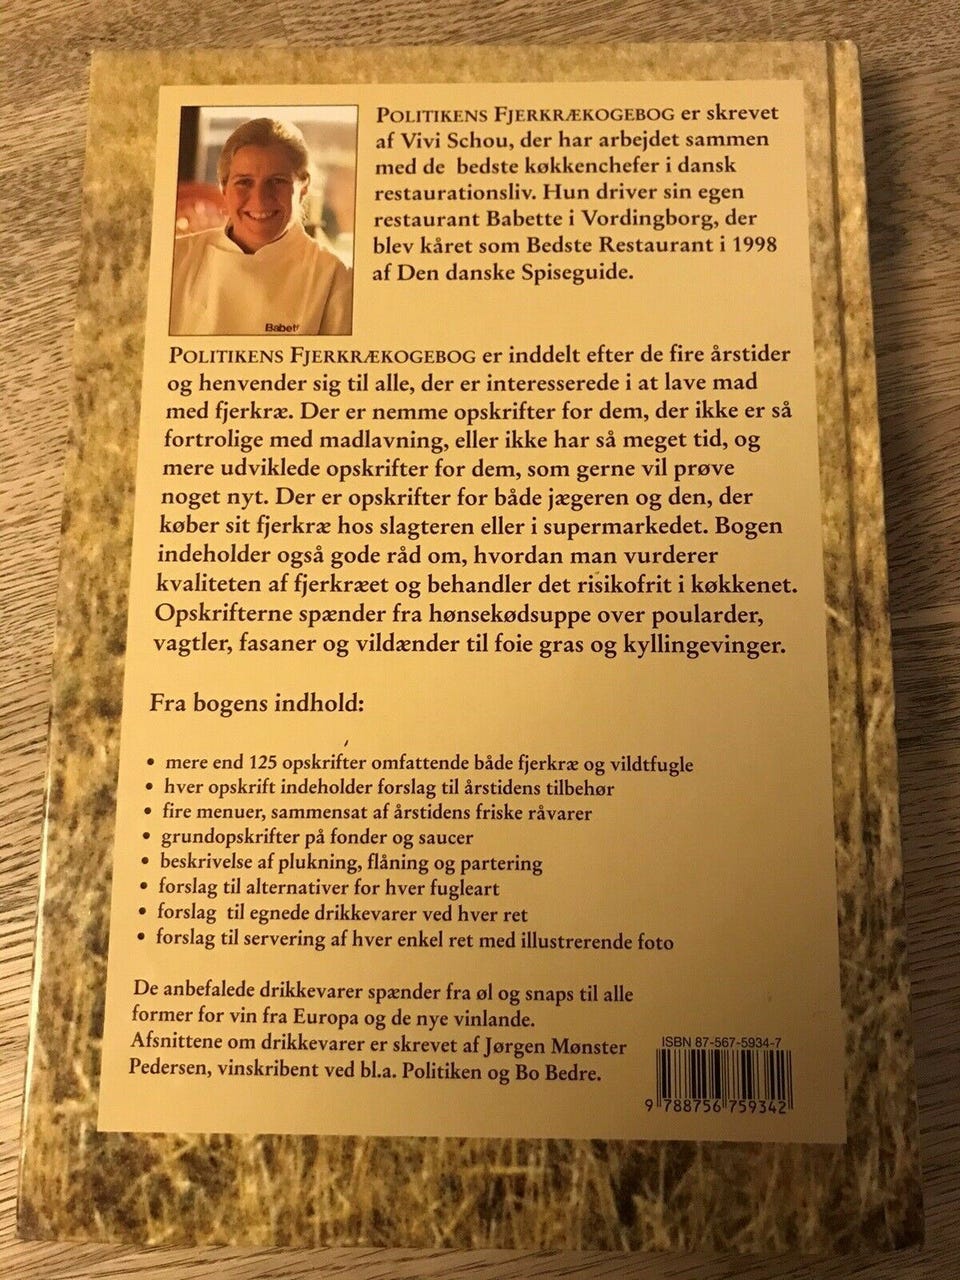 POLITIKENS FJERKRÆKOGEBOG er skrevet
af Vivi Schou, der har arbejdet sammen
med de bedste køkkenchefer i dansk
restaurationsliv. Hun driver sin egen
restaurant Babette i Vordingborg, der
blev kåret som Bedste Restaurant i 1998
af Den danske Spiseguide.
Babett
POLITIKENS FJERKRÆKOGEBOG er inddelt efter de fire årstider
og henvender sig til alle, der er interesserede i at lave mad
med fjerkræ. Der er nemme opskrifter for dem, der ikke er så
fortrolige med madlavning, eller ikke har så meget tid, og
mere udviklede opskrifter for dem, som gerne vil prøve
noget nyt. Der er opskrifter for både jægeren og den, der
køber sit fjerkræ hos slagteren eller i supermarkedet. Bogen
indeholder også gode råd om, hvordan man vurderer
kvaliteten af fjerkræet og behandler det risikofrit i køkkenet.
Opskrifterne spænder fra hønsekødsuppe over poularder,
vagtler, fasaner og vildænder til foie gras og kyllingevinger.
Fra bogens indhold:
• mere end 125 opskrifter omfattende både fjerkræ og vildtfugle
• hver opskrift indeholder forslag til årstidens tilbehør
• fire menuer, sammensat af årstidens friske råvarer
• grundopskrifter på fonder og saucer
• beskrivelse af plukning, flåning og partering
• forslag til alternativer for hver fugleart
• forslag til egnede drikkevarer ved hver ret
• forslag til servering af hver enkel ret med illustrerende foto
De anbefalede drikkevarer spænder fra øl og snaps til alle
former for vin fra Europa og de nye vinlande.
Afsnittene om drikkevarer er skrevet af Jørgen Mønster
Pedersen, vinskribent ved bl.a. Politiken og Bo Bedre.
ISBN 87-567-5934-7
9 788756 759342